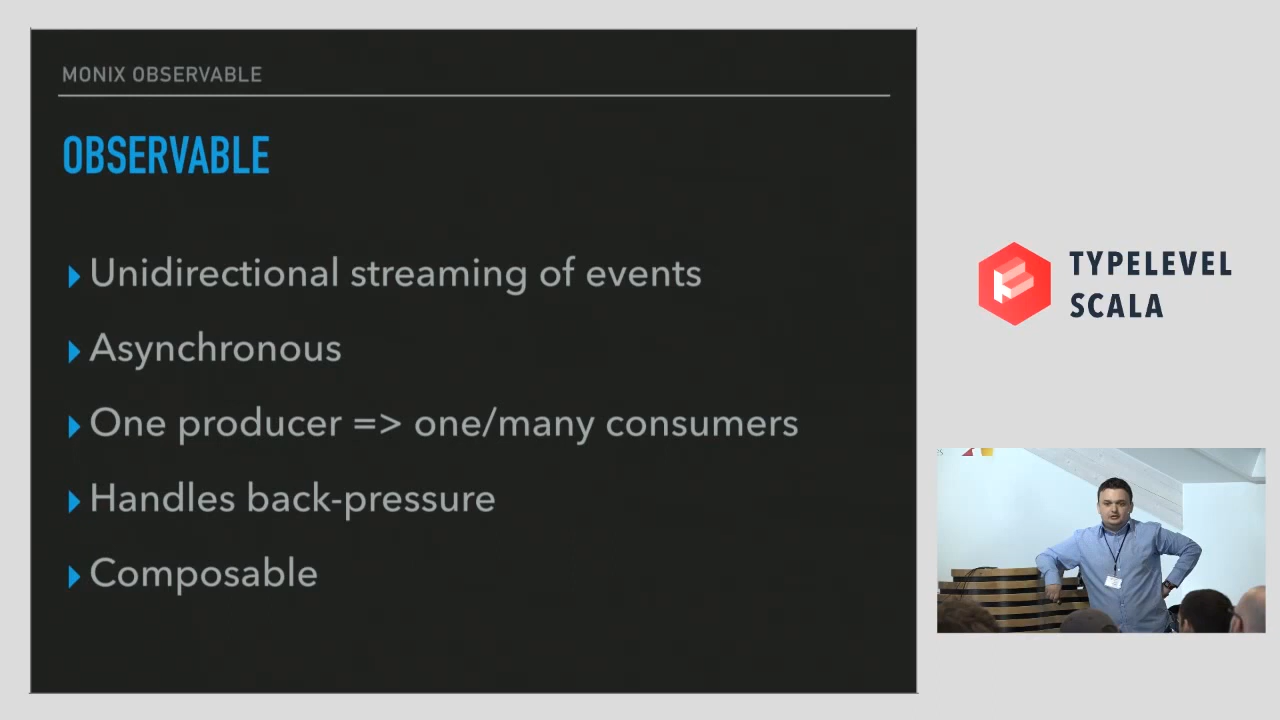 MONIX OBSERVABLE
OBSERVABLE
Unidirectional streaming of events
Asynchronous
One producer => one/many consumers
Handles back-pressure
Composable
TYPELEVEL
SCALA